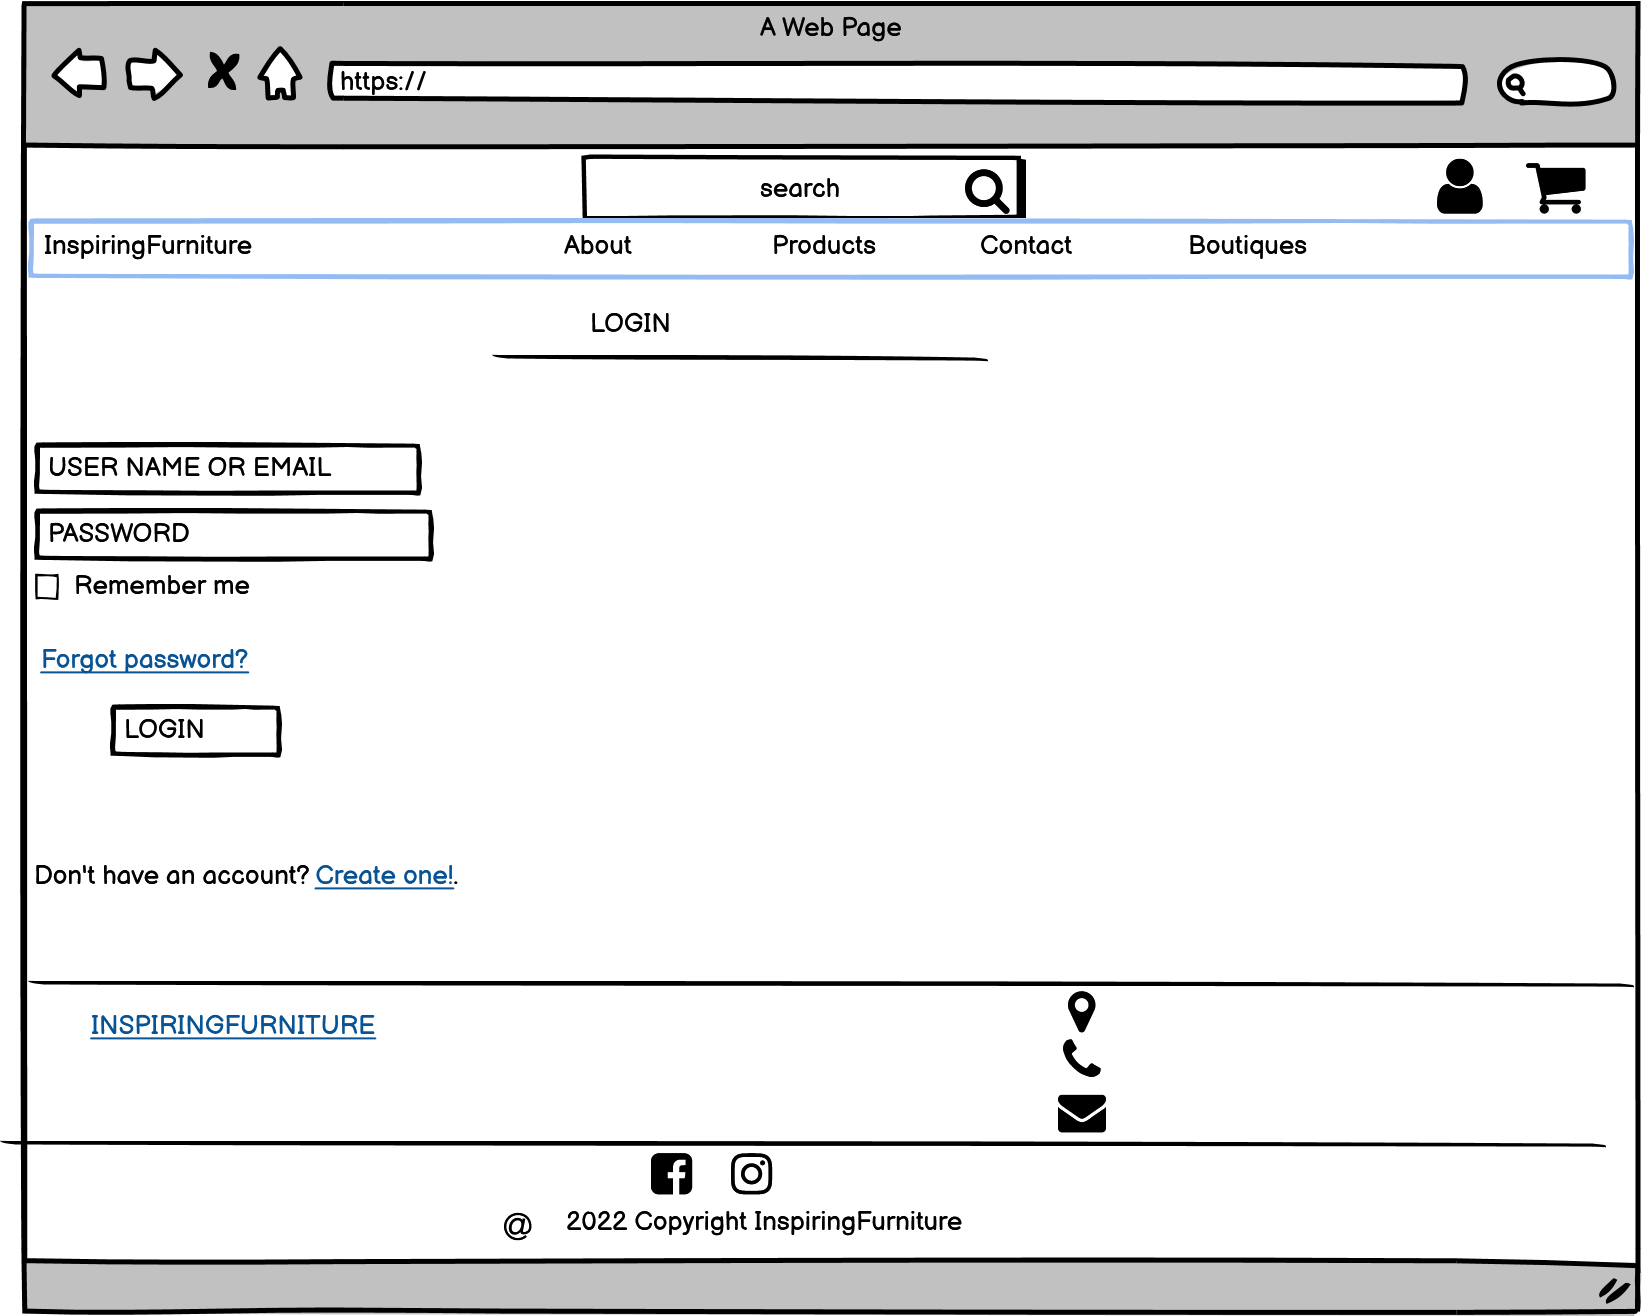 A Web Page
https://
search
InspiringFurniture About Products Contact Boutiques
LOGIN
USER NAME OR EMAIL
PASSWORD
Remember me
Forgot password?
LOGIN
Don't have an account? Create one!.
INSPIRINGFURNITURE
@ 2022 Copyright InspiringFurniture